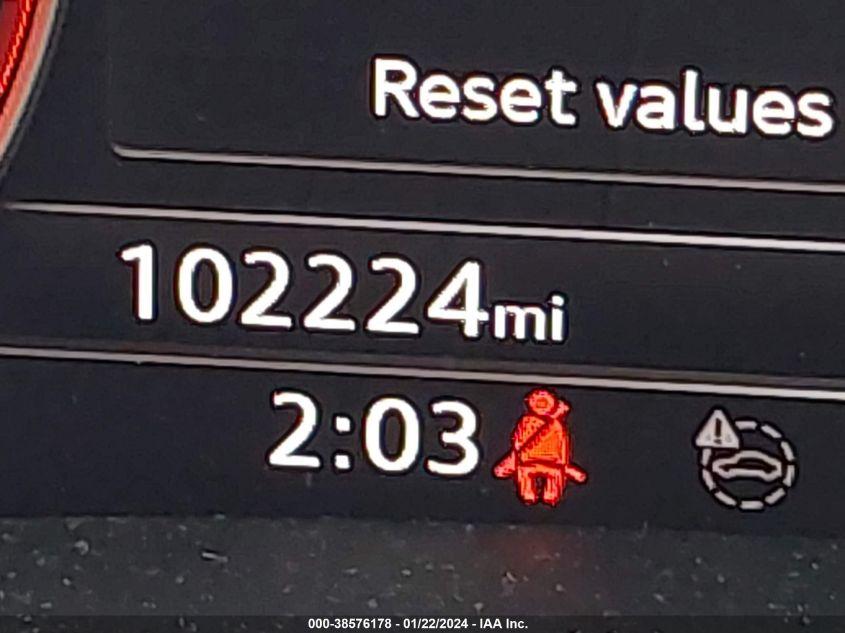 Reset values
102224mi
2:03
000-38576178 - 01/22/2024 - IAA Inc.